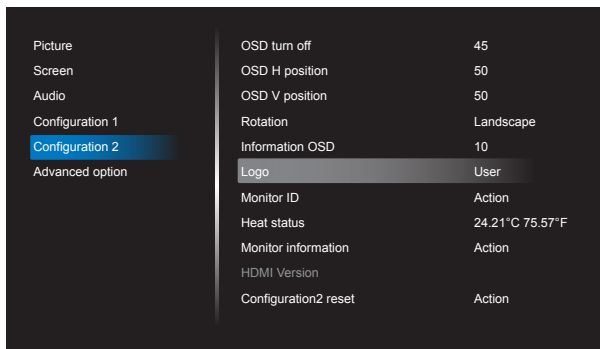 Picture
Screen
Audio
Configuration 1
Configuration 2
Advanced option
OSD turn off 45
OSD H position 50
OSD V position 50
Rotation Landscape
Information OSD 10
Logo User
Monitor ID Action
Heat status 24.21°C 75.57°F
Monitor information Action
HDMI Version
Configuration2 reset Action